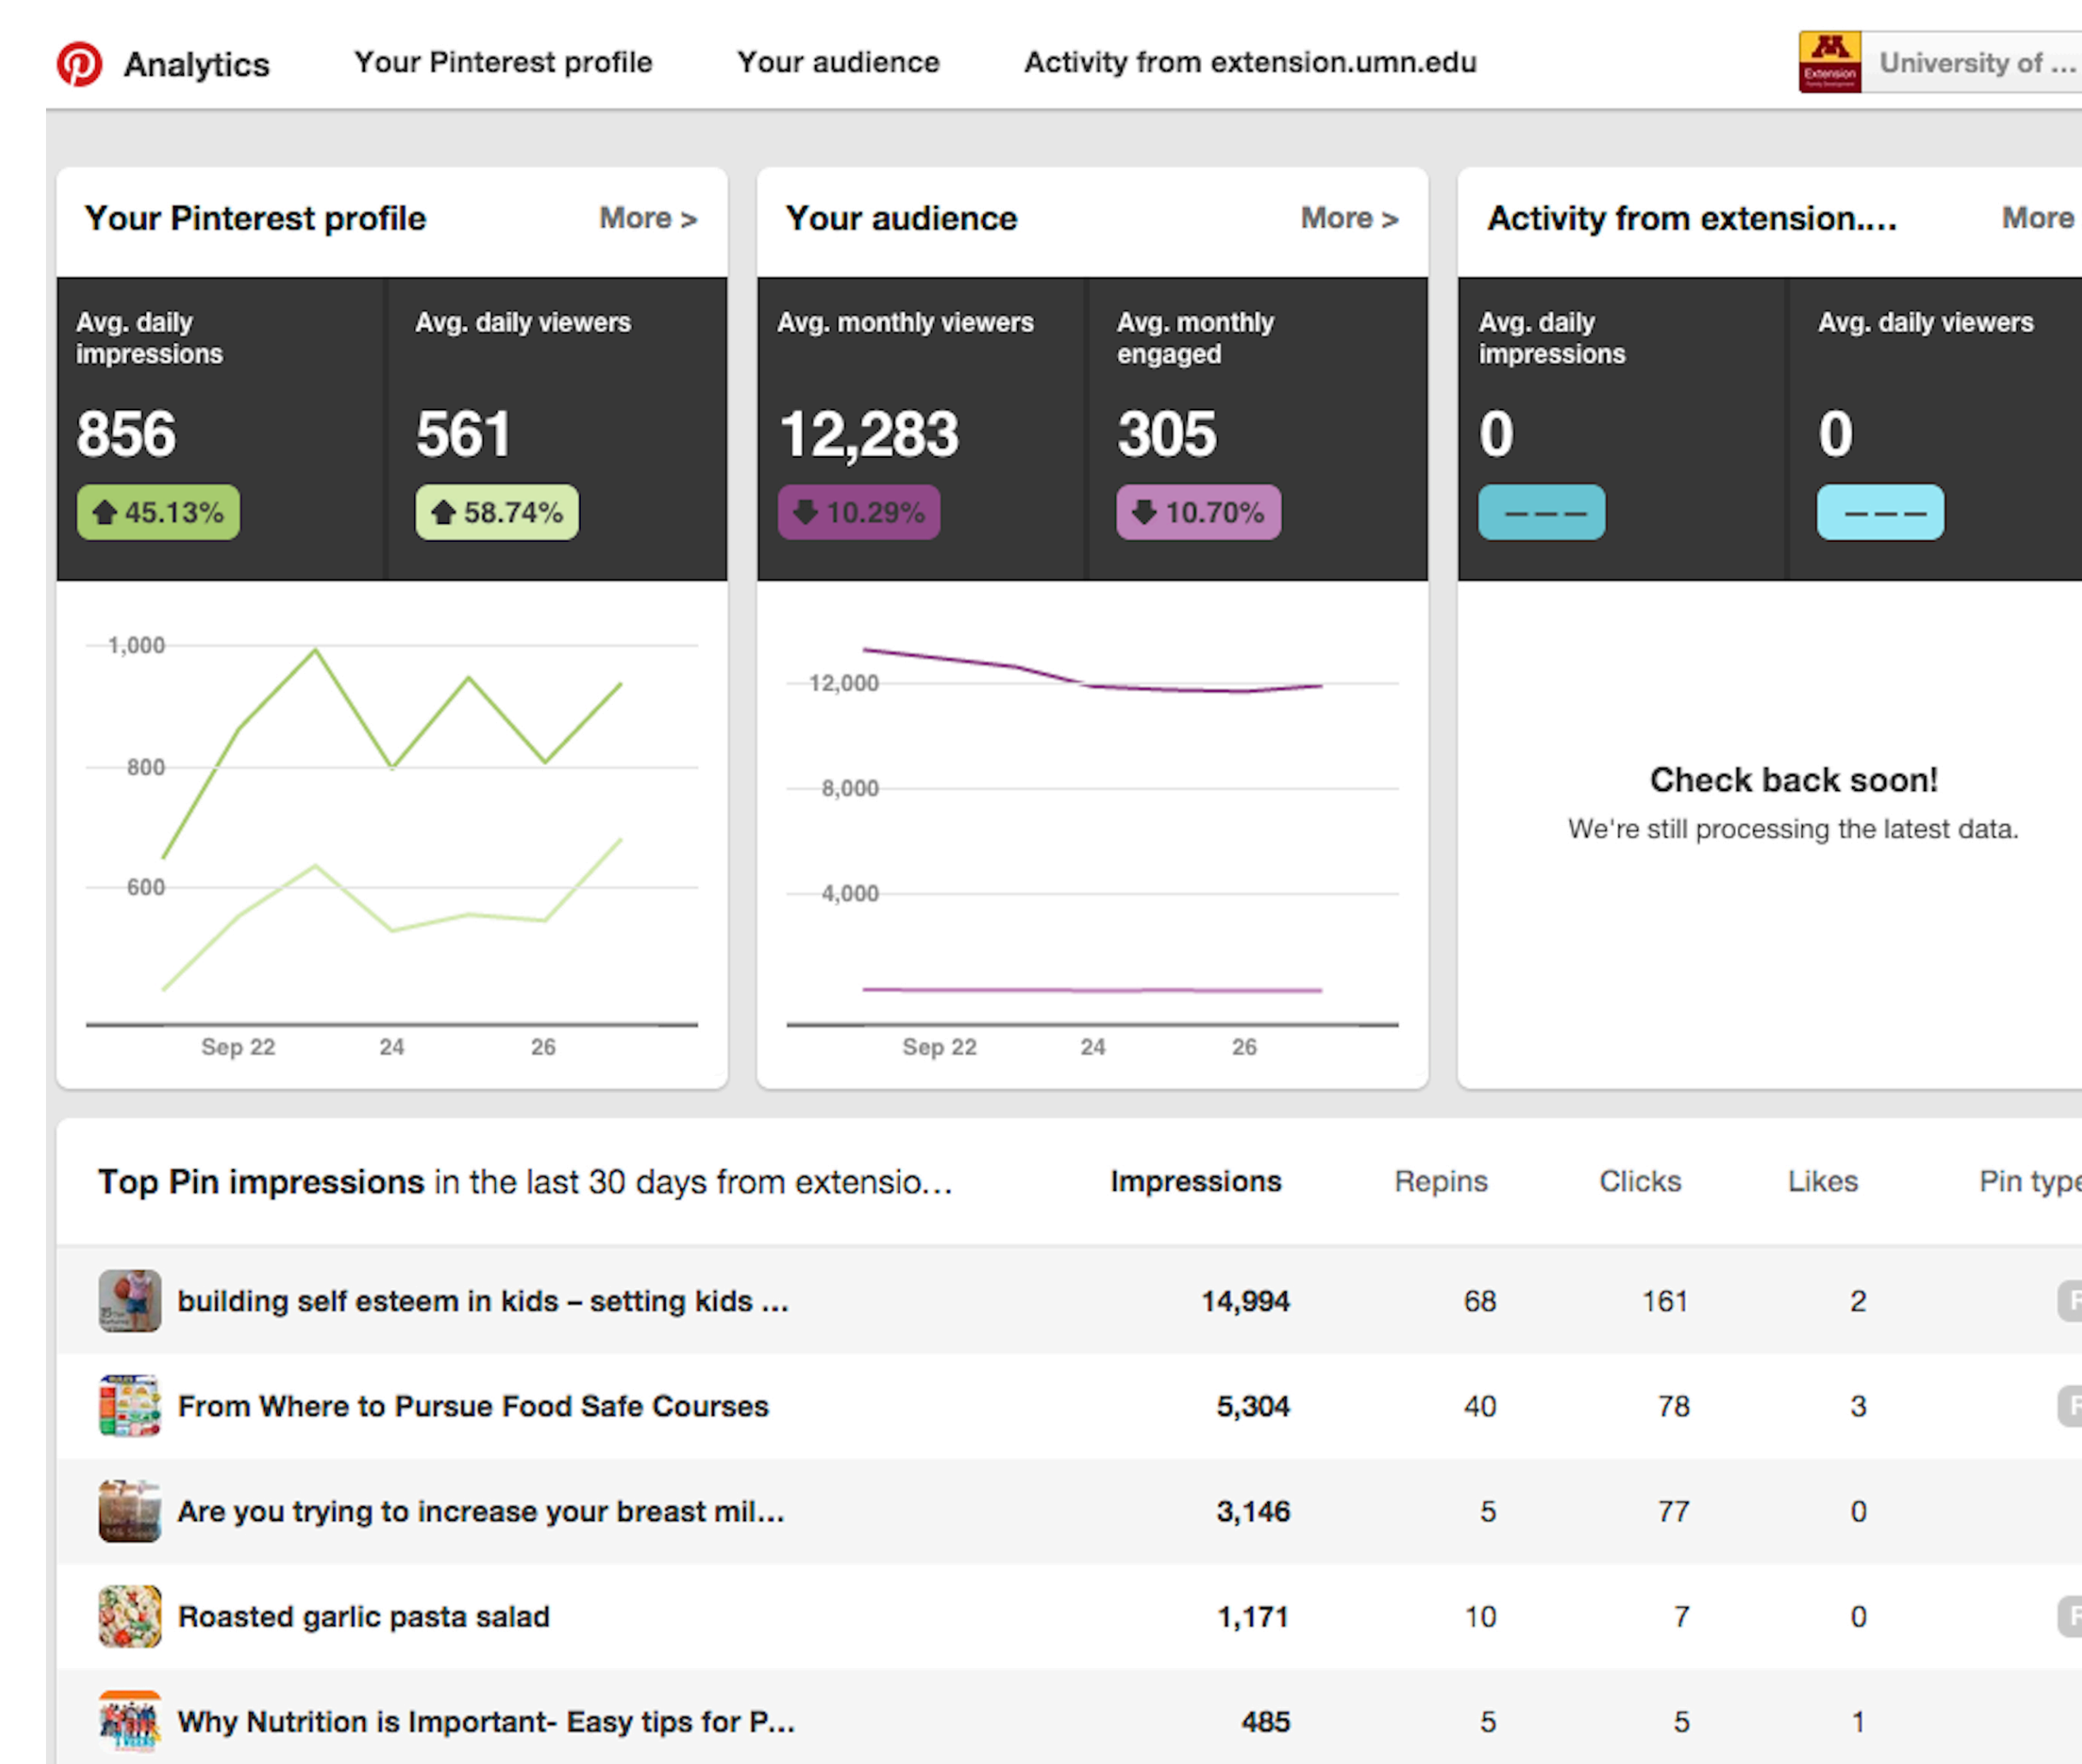 Analytics Your Pinterest profile Your audience Activity from extension.umn.edu
Extension
University of ...
Your Pinterest profile More >
Avg. daily
impressions
856
45.13%
Avg. daily viewers
561
58.74%
1,000
800
600
Sep 22 24 26
Your audience More >
Avg. monthly viewers
12,283
10.29%
Avg. monthly
engaged
305
10.70%
12,000
8,000
4,000
Sep 22 24 26
Activity from extension.... More
Avg. daily
impressions
0
---
Avg. daily viewers
0
---
Check back soon!
We're still processing the latest data.
Top Pin impressions in the last 30 days from extensio... Impressions Repins Clicks Likes Pin type
building self esteem in kids – setting kids ... 14,994 68 161 2
From Where to Pursue Food Safe Courses 5,304 40 78 3
Are you trying to increase your breast mil... 3,146 5 77 0
Roasted garlic pasta salad 1,171 10 7 0
Why Nutrition is Important- Easy tips for P... 485 5 5 1